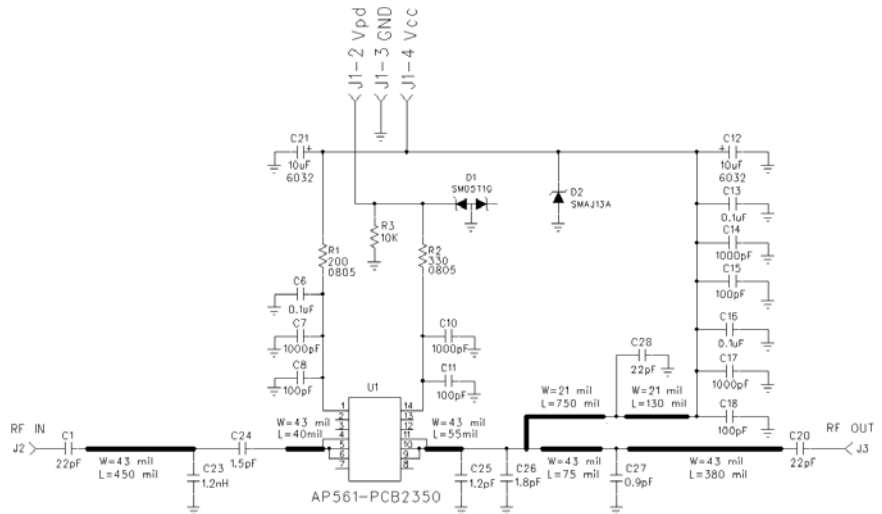 J1-2 Vpd
J1-3 GND
J1-4 Vcc
C21
+
10uF
6032
C12
+
10uF
6032
D1
SM05T1G
D2
SMAJ13A
R3
10K
R1
200
0805
R2
330
0805
C13
0.1uF
C14
1000pF
C15
100pF
C6
0.1uF
C7
1000pF
C8
100pF
C10
1000pF
C11
100pF
C16
0.1uF
C17
1000pF
C18
100pF
C28
22pF
U1
1
2
3
4
5
6
7
14
13
12
11
10
9
8
W=21 mil
L=750 mil
W=21 mil
L=130 mil
RF IN
J2
C1
22pF
W=43 mil
L=450 mil
C24
1.5pF
C23
1.2nH
W=43 mil
L=40mil
W=43 mil
L=55mil
C25
1.2pF
C26
1.8pF
W=43 mil
L=75 mil
C27
0.9pF
W=43 mil
L=380 mil
C20
22pF
RF OUT
J3
AP561-PCB2350